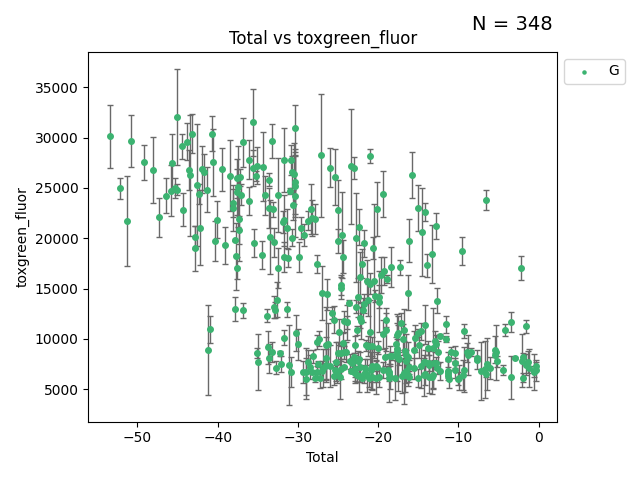 N = 348
Total vs toxgreen_fluor
G
35000
30000
25000
20000
15000
10000
5000
toxgreen_fluor
−50 −40 −30 −20 −10 0
Total